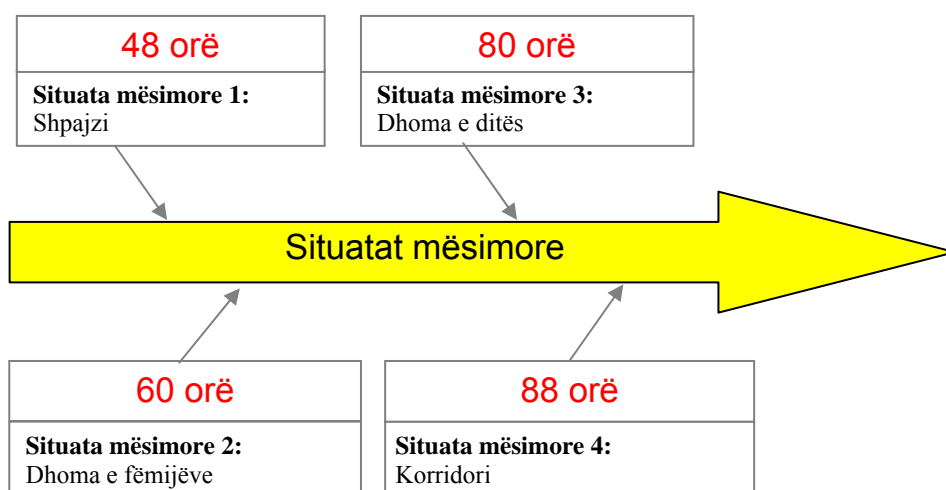 48 orë
Situata mësimore 1:
Shpajzi
80 orë
Situata mësimore 3:
Dhoma e ditës
Situatat mësimore
60 orë
Situata mësimore 2:
Dhoma e fëmijëve
88 orë
Situata mësimore 4:
Korridori